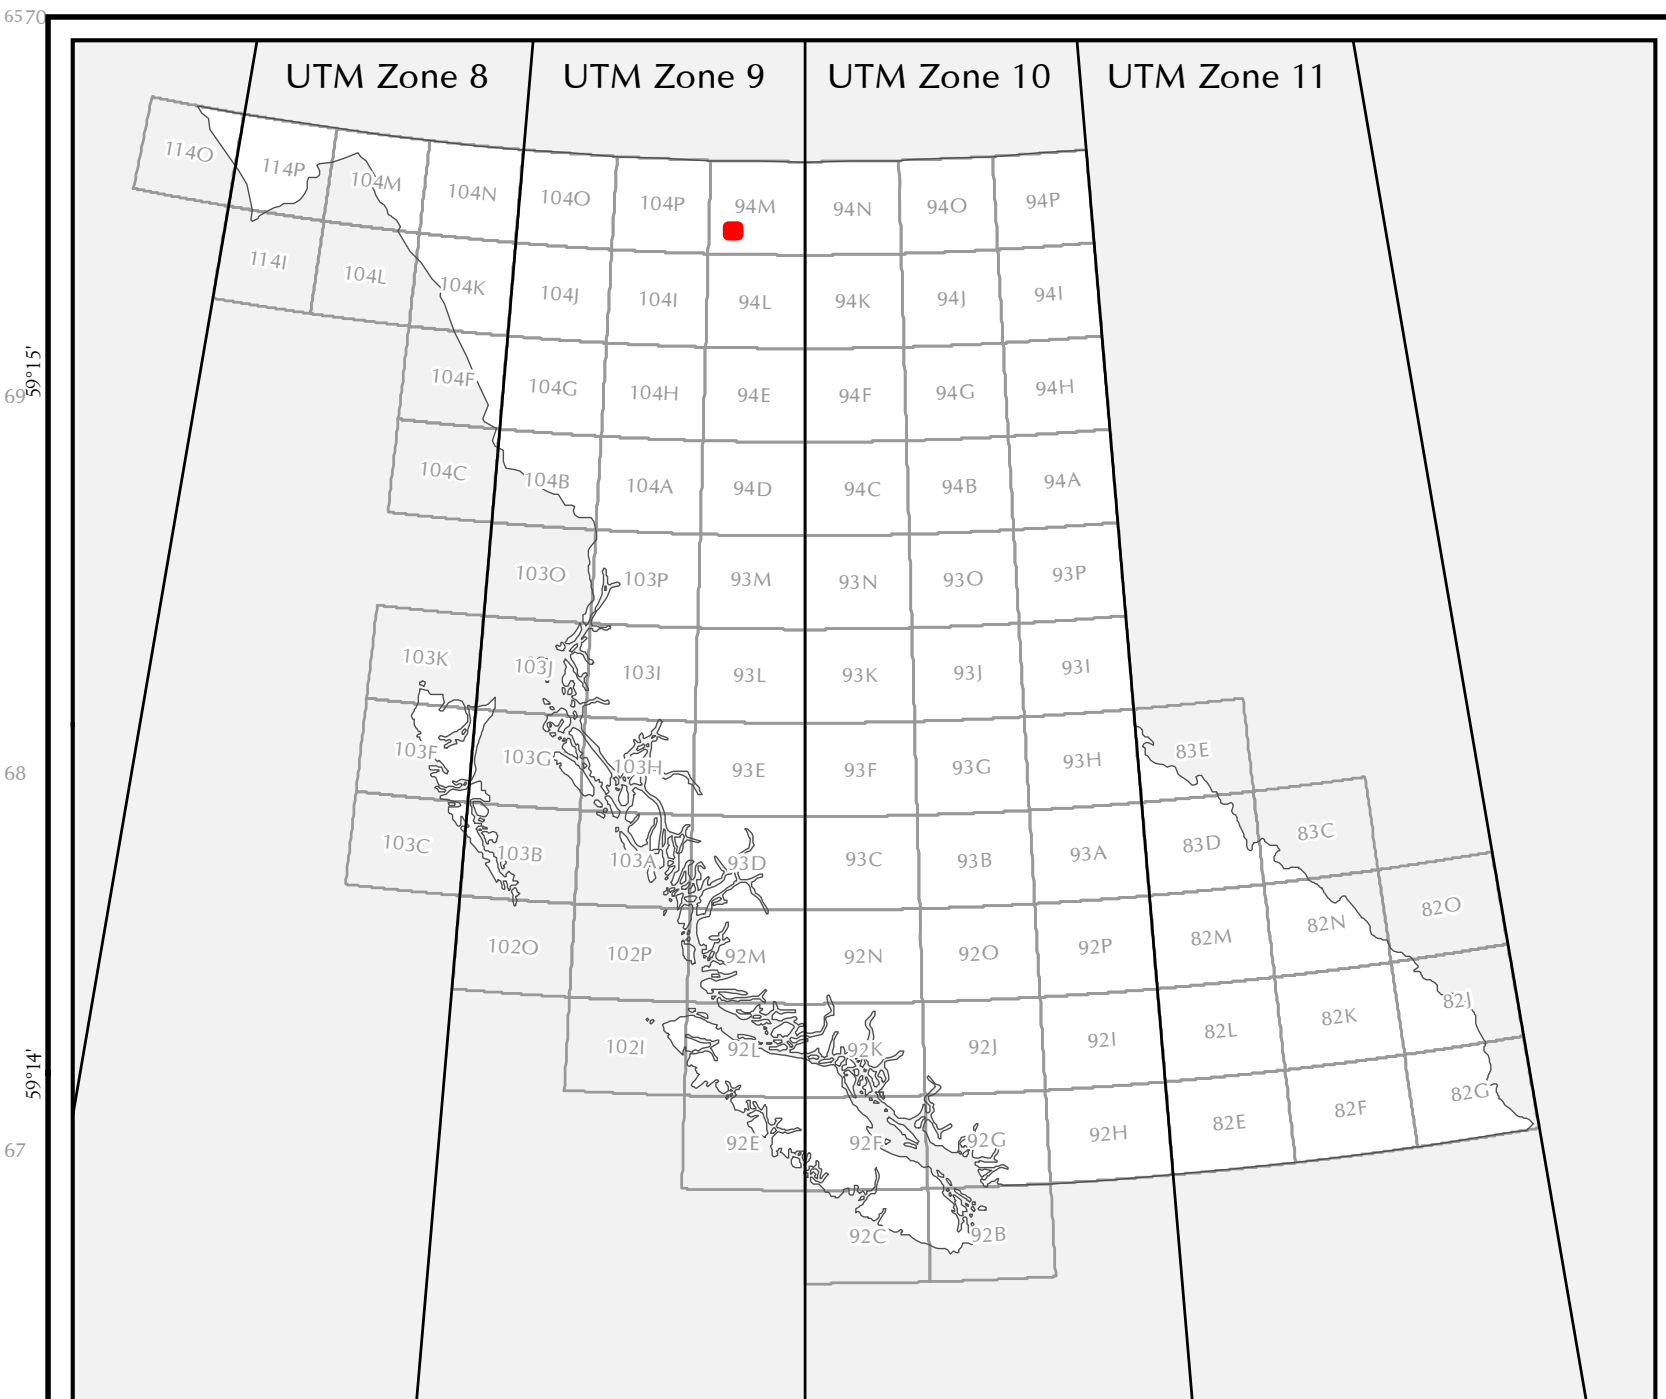 6570
UTM Zone 8 UTM Zone 9 UTM Zone 10 UTM Zone 11
114O 114P 104M 104N 104O 104P 94M 94N 94O 94P
114I 104L 104K 104J 104I 94L 94K 94J 94I
59°15'
69
104F 104G 104H 94E 94F 94G 94H
104C 104B 104A 94D 94C 94B 94A
103O 103P 93M 93N 93O 93P
103K 103J 103I 93L 93K 93J 93I
68
103F 103G 103H 93E 93F 93G 93H 83E
103C 103B 103A 93D 93C 93B 93A 83D 83C
102O 102P 92M 92N 92O 92P 82M 82N 82O
59°14'
102I 92L 92K 92J 92I 82L 82K 82J
67
92E 92F 92G 92H 82E 82F 82G
92C 92B